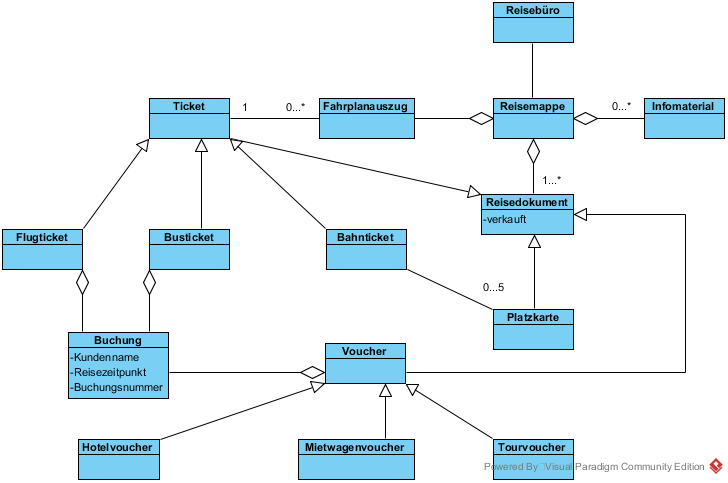 Reisebüro
Ticket
1
0...*
Fahrplanauszug
Reisemappe
0...*
Infomaterial
1...*
Reisedokument
-verkauft
Flugticket
Busticket
Bahnticket
0...5
Platzkarte
Buchung
-Kundenname
-Reisezeitpunkt
-Buchungsnummer
Voucher
Hotelvoucher
Mietwagenvoucher
Tourvoucher
Powered By Visual Paradigm Community Edition